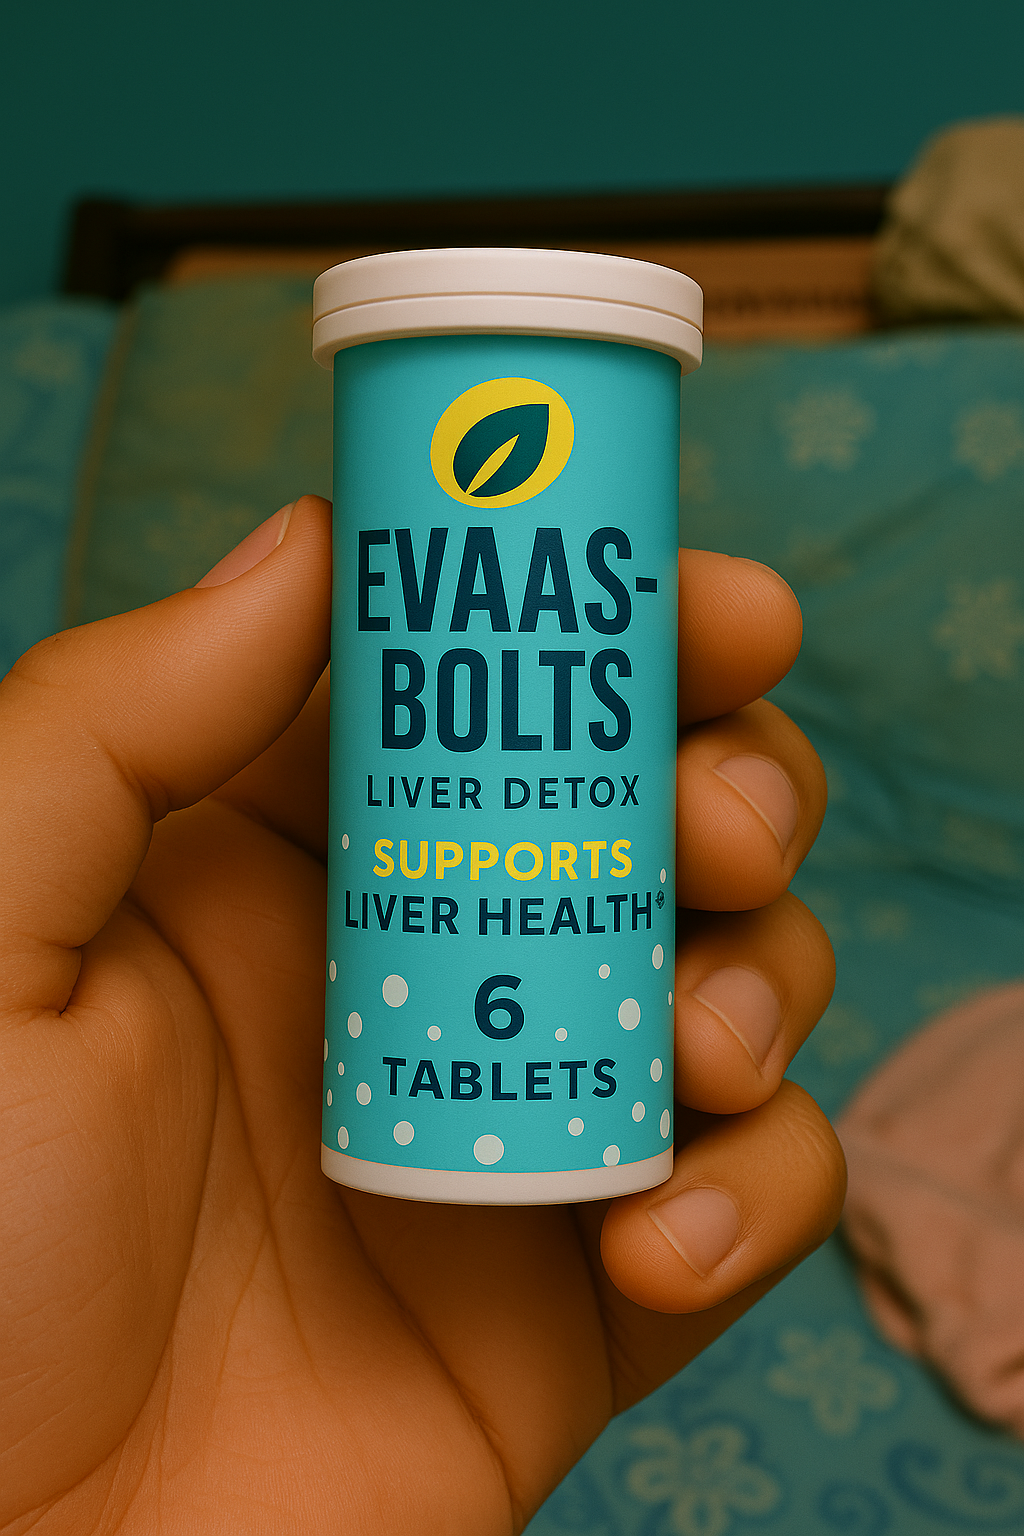 EVAAS-
BOLTS
LIVER DETOX
SUPPORTS
LIVER HEALTH
6
TABLETS